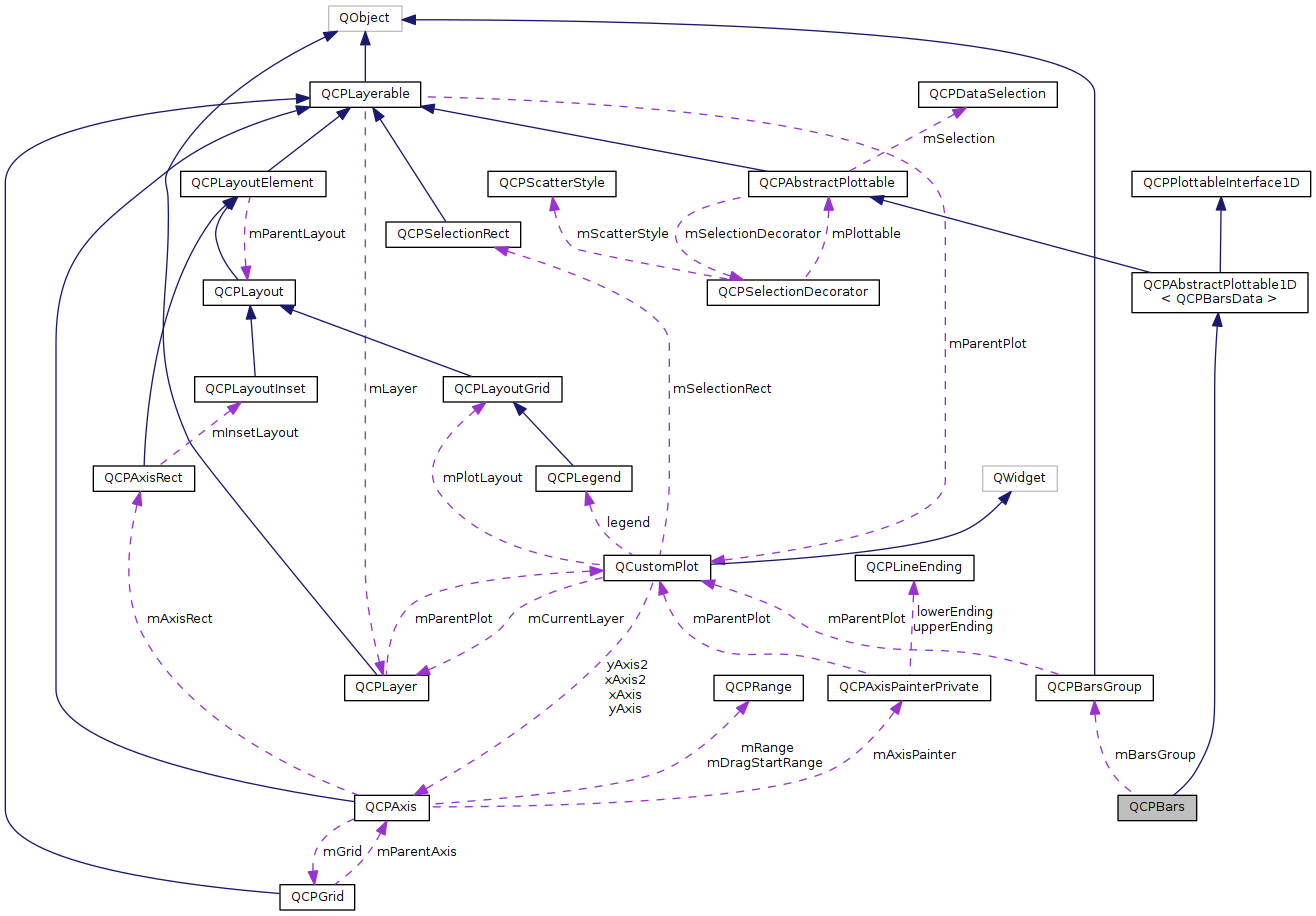 QObject
QCPLayerable
QCPDataSelection
mSelection
QCPLayoutElement
QCPScatterStyle
QCPAbstractPlottable
QCPPlottableInterface1D
mParentLayout
QCPSelectionRect
mScatterStyle
mSelectionDecorator
mPlottable
QCPLayout
QCPSelectionDecorator
QCPAbstractPlottable1D
< QCPBarsData >
mParentPlot
QCPLayoutInset
mLayer
QCPLayoutGrid
mSelectionRect
mInsetLayout
QCPAxisRect
mPlotLayout
QCPLegend
QWidget
legend
QCustomPlot
QCPLineEnding
mAxisRect
mParentPlot
mCurrentLayer
mParentPlot
mParentPlot
lowerEnding
upperEnding
yAxis2
xAxis2
xAxis
yAxis
QCPLayer
QCPRange
QCPAxisPainterPrivate
QCPBarsGroup
mRange
mDragStartRange
mAxisPainter
mBarsGroup
QCPAxis
QCPBars
mGrid
mParentAxis
QCPGrid